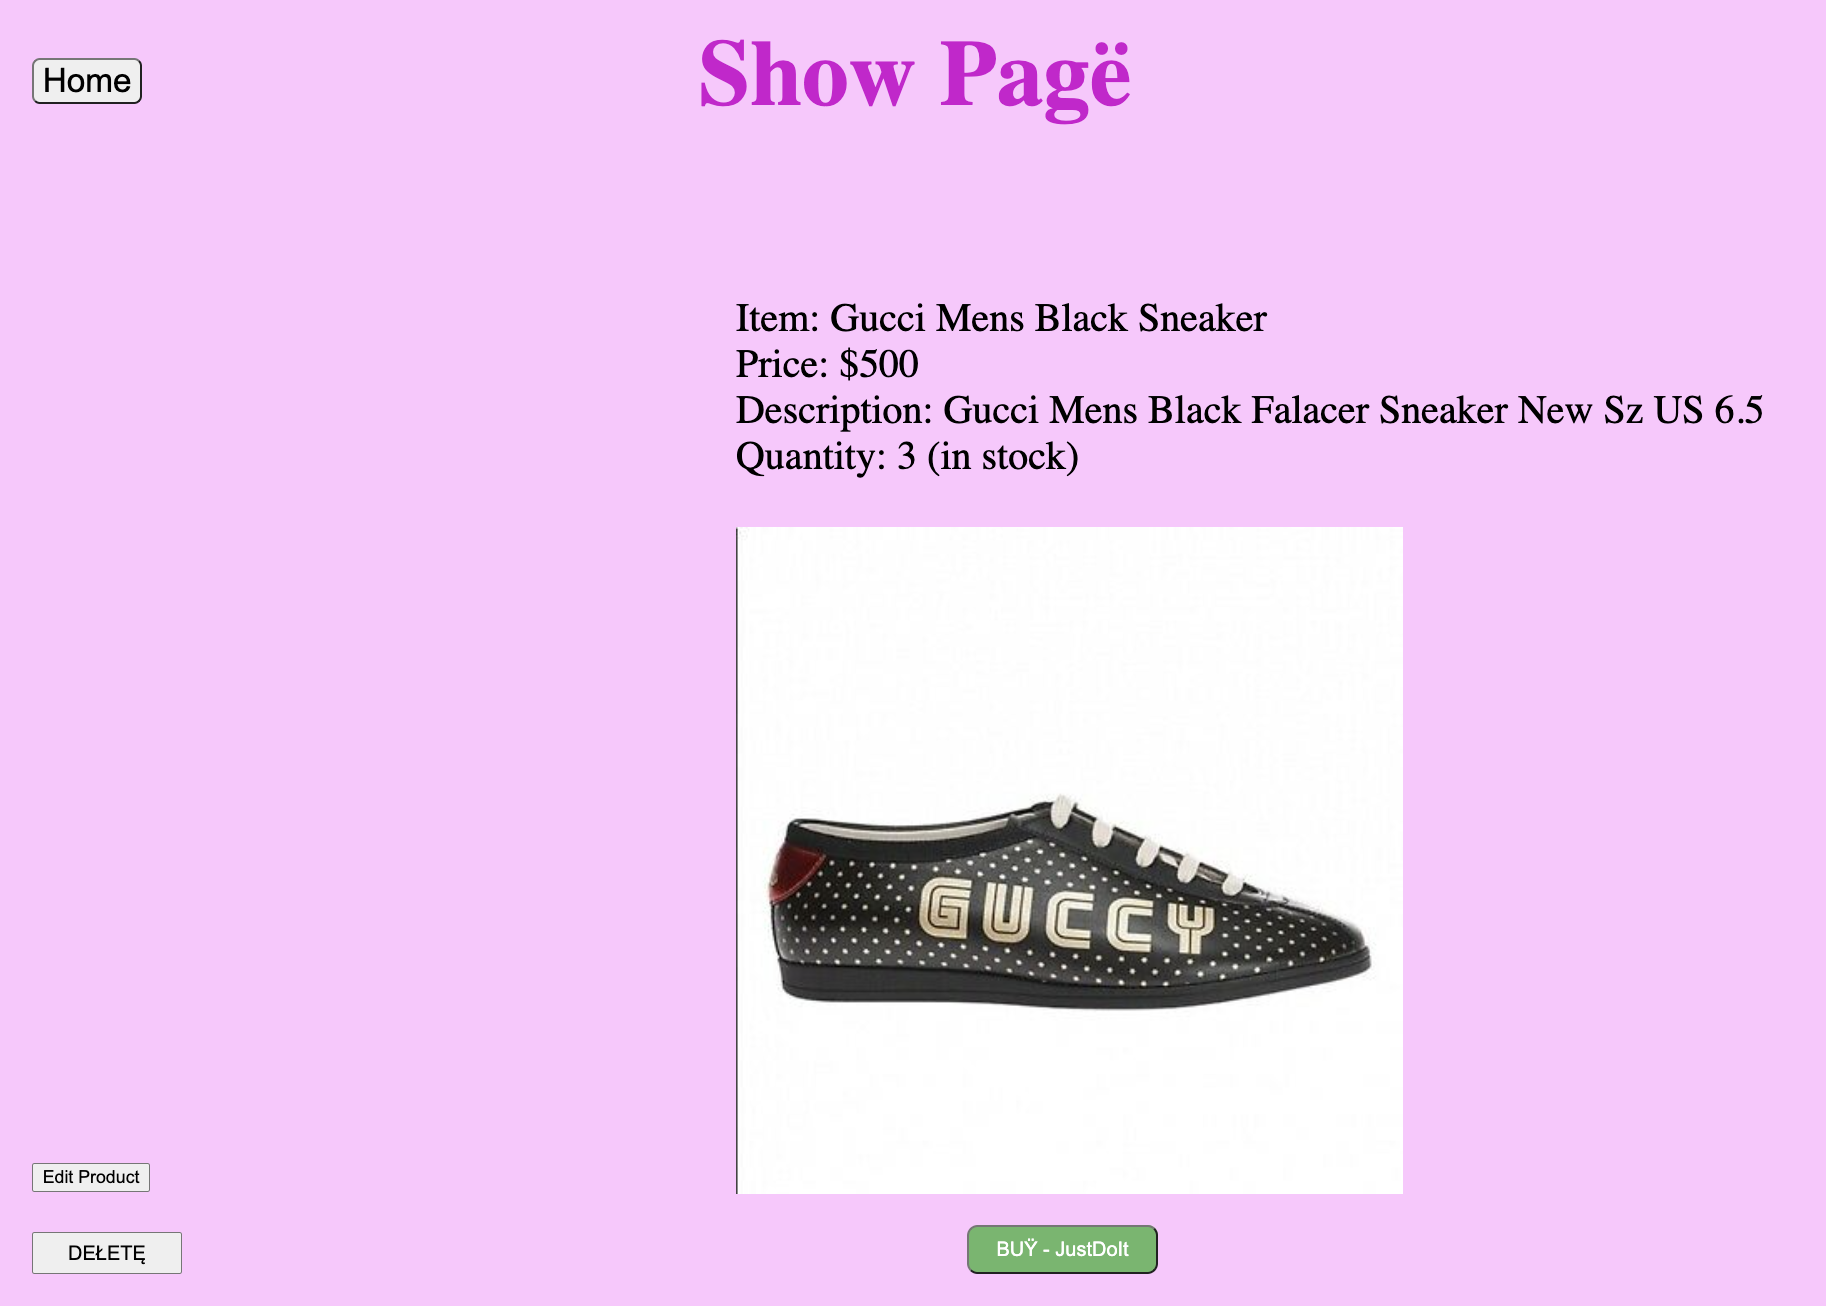 Home
Show Pagë
Item: Gucci Mens Black Sneaker
Price: $500
Description: Gucci Mens Black Falacer Sneaker New Sz US 6.5
Quantity: 3 (in stock)
GUCCY
Edit Product
DEŁETĘ
BUŸ - JustDoIt